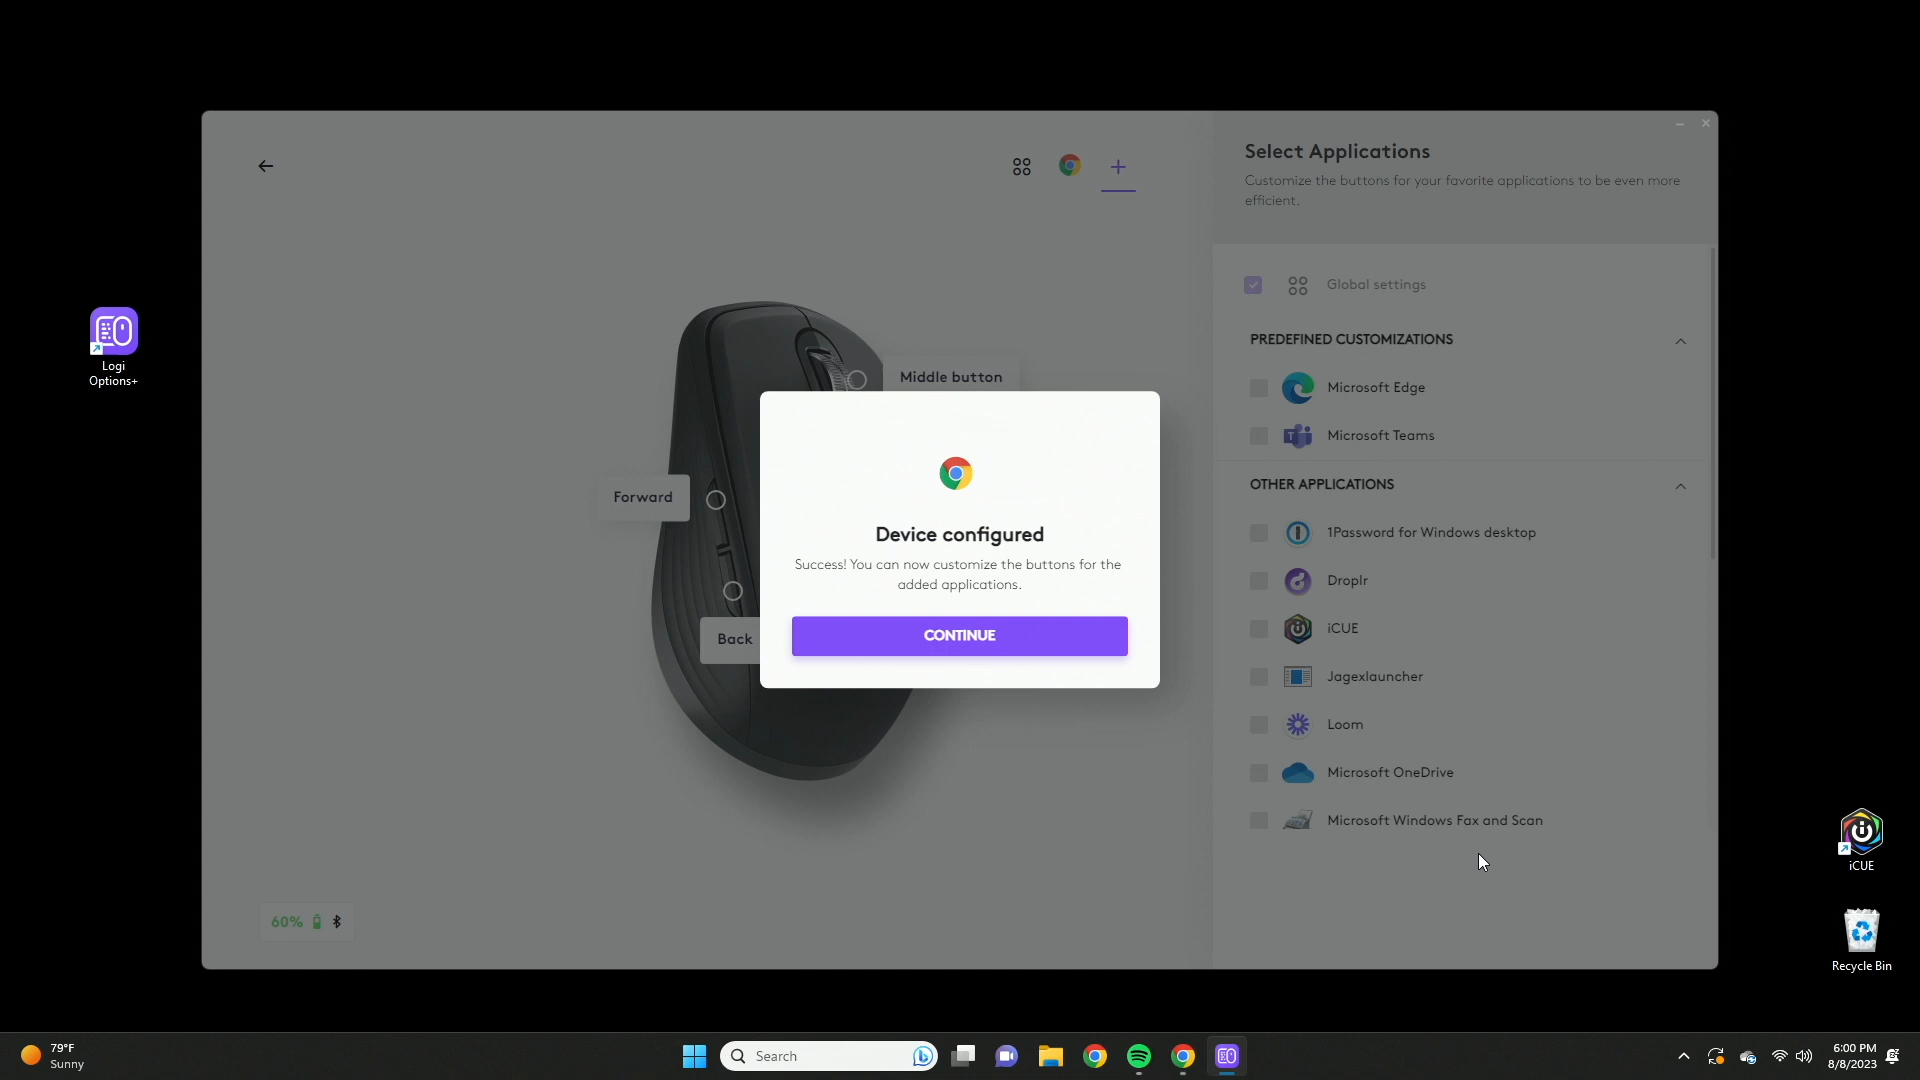 Select Applications
Customize the buttons for your favorite applications to be even more
efficient.
Global settings
PREDEFINED CUSTOMIZATIONS
Microsoft Edge
Microsoft Teams
OTHER APPLICATIONS
1Password for Windows desktop
Droplr
iCUE
Jagexlauncher
Loom
Microsoft OneDrive
Microsoft Windows Fax and Scan
Middle button
Forward
Back
Device configured
Success! You can now customize the buttons for the
added applications.
CONTINUE
60%
Logi
Options+
iCUE
Recycle Bin
79°F
Sunny
Search
6:00 PM
8/8/2023